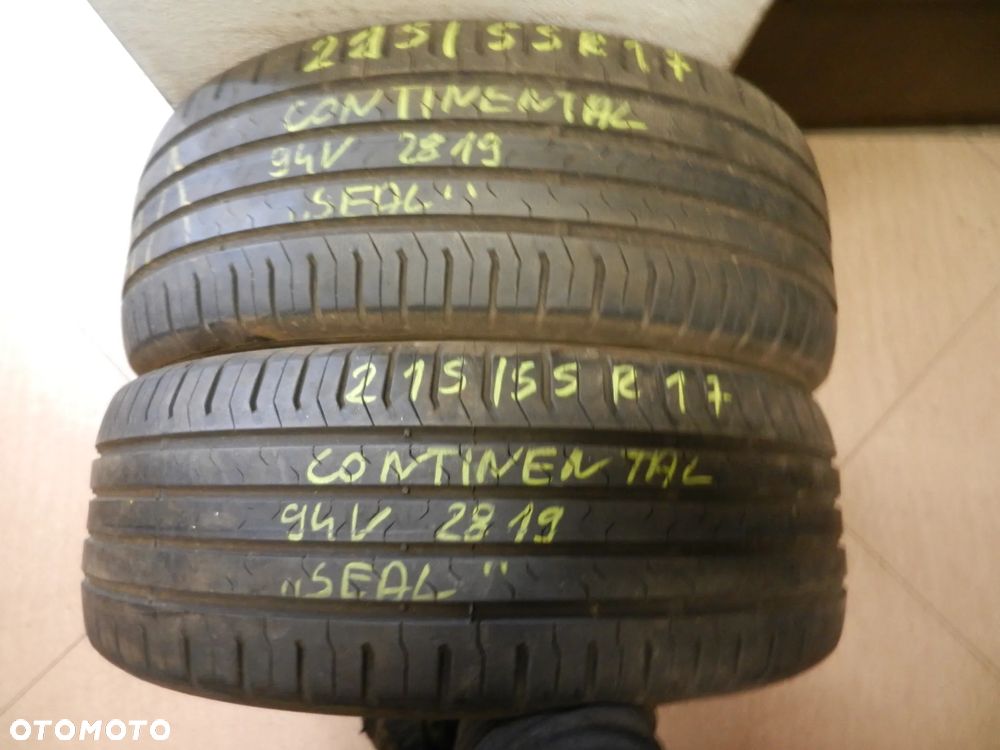 215/55R17
CONTINENTAL
94V 2819
„SEAL"
215/55R17
CONTINENTAL
94V 2819
„SEAL"
OTOMOTO